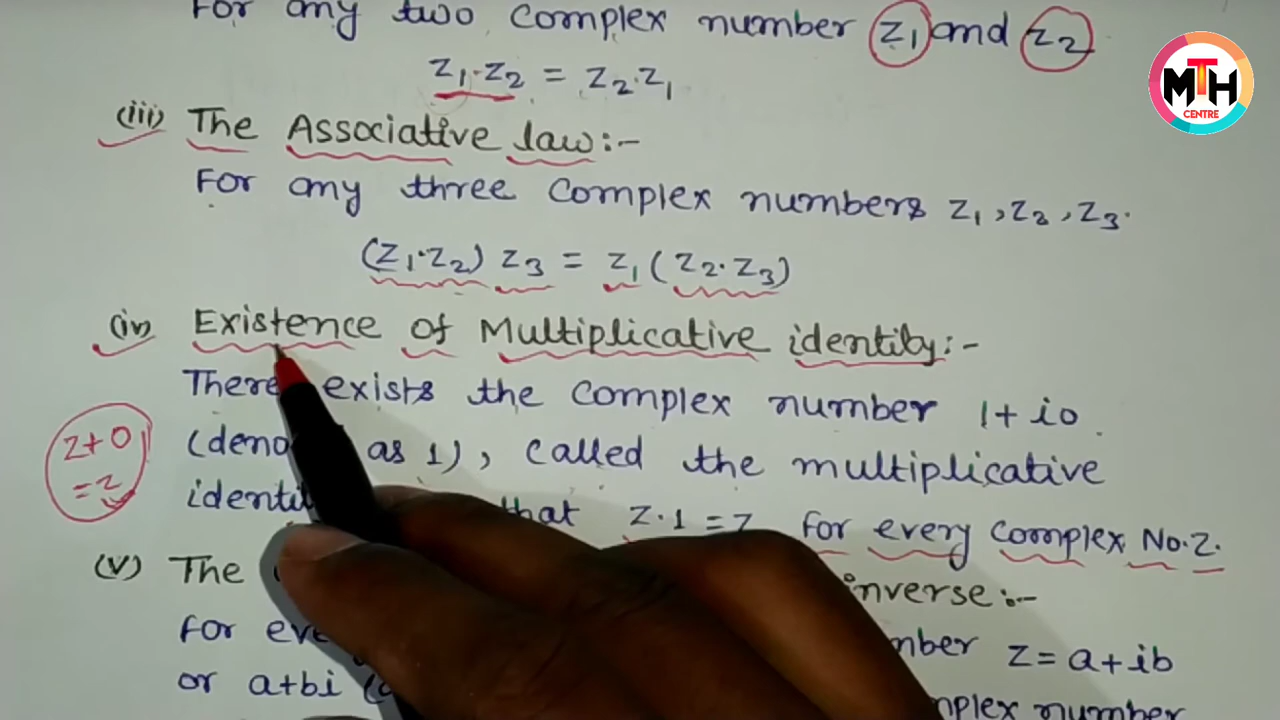 For any two complex number z1 and z2
z1·z2 = z2·z1
(iii) The Associative law:-
For any three complex numbers z1, z2, z3.
(z1·z2) z3 = z1 (z2·z3)
(iv) Existence of Multiplicative identity:-
There exists the complex number 1+i0
(deno as 1), called the multiplicative
identi that z·1 = z for every complex No. z.
z+0
=z
(v) The inverse:-
For eve mber z=a+ib
or a+bi mplex number
MTH
CENTRE